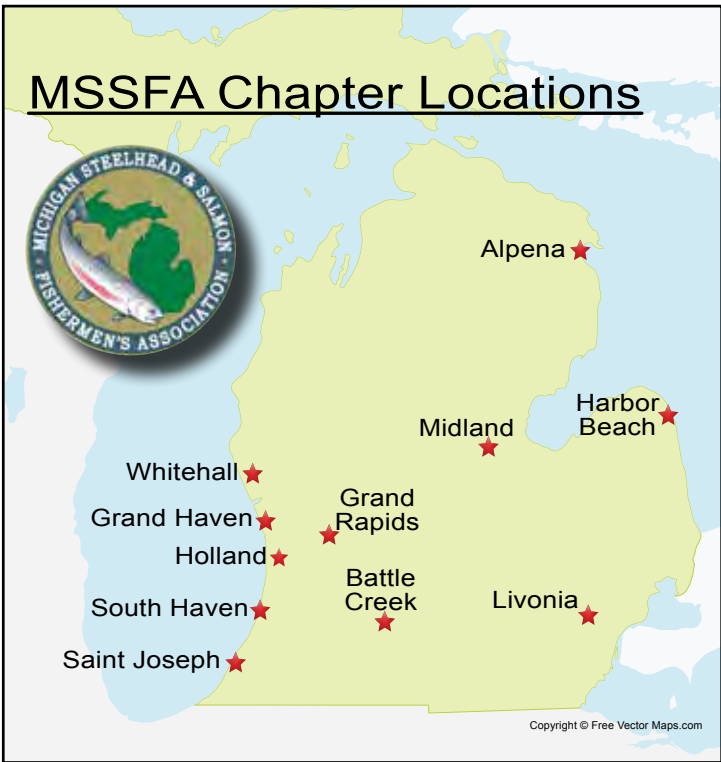 MSSFA Chapter Locations
MICHIGAN STEELHEAD & SALMON
FISHERMEN'S ASSOCIATION
Alpena
Harbor
Beach
Midland
Whitehall
Grand
Rapids
Grand Haven
Holland
Battle
Creek
Livonia
South Haven
Saint Joseph
Copyright © Free Vector Maps.com